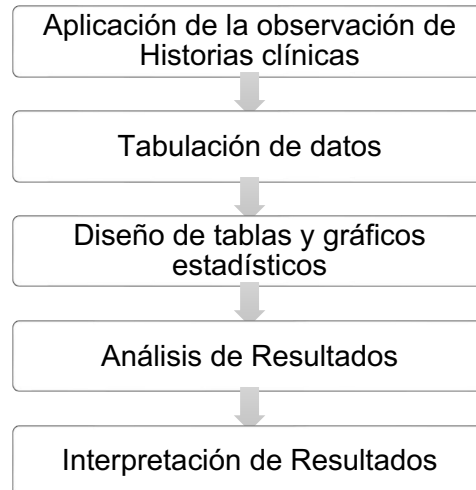 Aplicación de la observación de
Historias clínicas
Tabulación de datos
Diseño de tablas y gráficos
estadísticos
Análisis de Resultados
Interpretación de Resultados